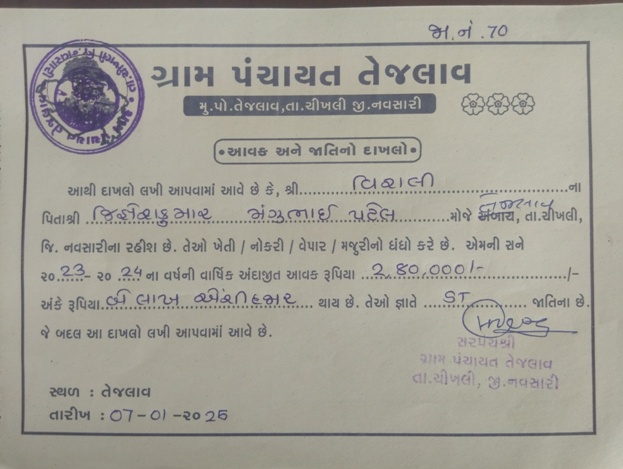 જા.નં. 70
ગ્રામ પંચાયત તેજલાવ
મુ.પો.તેજલાવ,તા.ચીખલી જી.નવસારી
• આવક અને જાતિનો દાખલો •
આથી દાખલો લખી આપવામાં આવે છે કે, શ્રી વિરાલી ના
પિતાશ્રી જિજ્ઞેશકુમાર મંગુભાઈ પટેલ મોજે તેજલાવ, તા.ચીખલી,
જિ. નવસારીના રહીશ છે. તેઓ ખેતી / નોકરી / વેપાર / મજુરીનો ધંધો કરે છે. એમની સને
૨૦23-૨૦24ના વર્ષની વાર્ષિક અંદાજીત આવક રૂપિયા 2,80,000/- /-
અંકે રૂપિયા બે લાખ એંશી હજાર થાય છે. તેઓ જ્ઞાતે ST જાતિના છે.
જે બદલ આ દાખલો લખી આપવામાં આવે છે.
સરપંચશ્રી
ગ્રામ પંચાયત તેજલાવ
તા.ચીખલી, જી.નવસારી
સ્થળ : તેજલાવ
તારીખ : 07-01-૨૦25